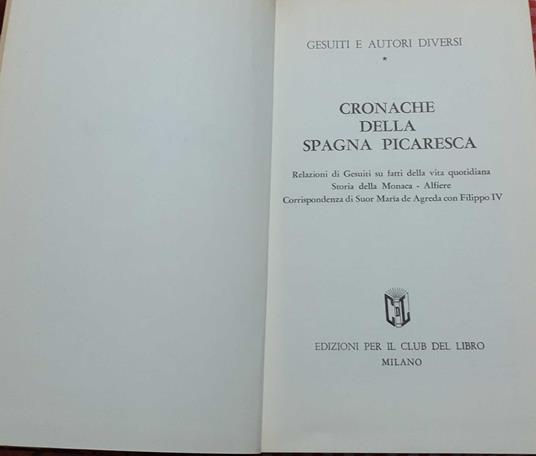 GESUITI E AUTORI DIVERSI
*
CRONACHE
DELLA
SPAGNA PICARESCA
Relazioni di Gesuiti su fatti della vita quotidiana
Storia della Monaca - Alfiere
Corrispondenza di Suor María de Agreda con Filippo IV
EDIZIONI PER IL CLUB DEL LIBRO
MILANO